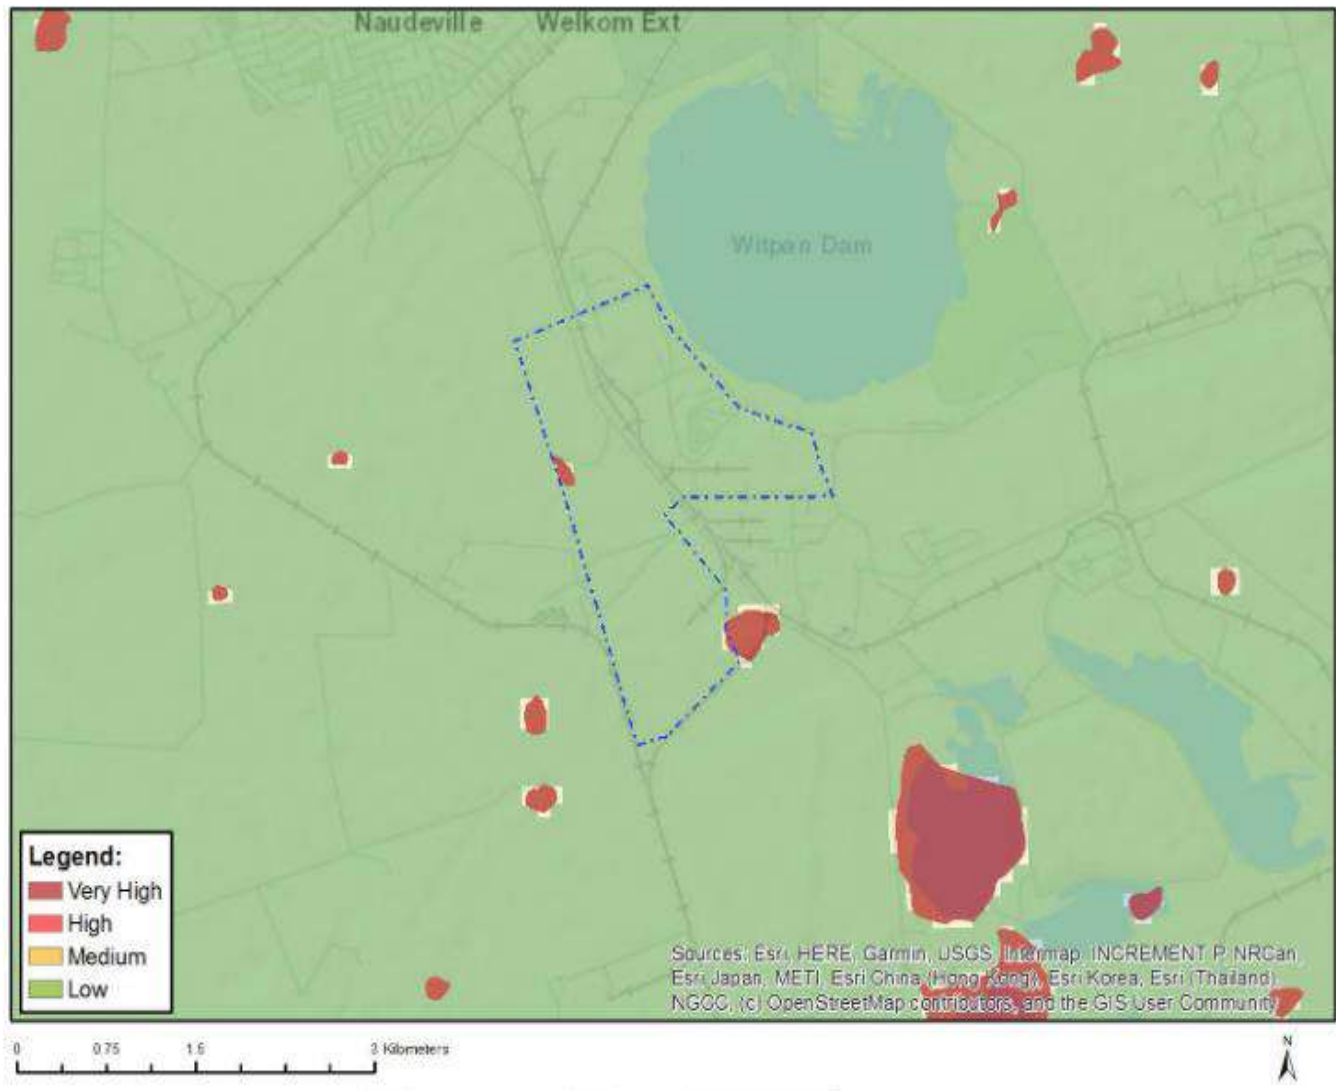 Naudeville Welkom Ext
Witpan Dam
Legend:
Very High
High
Medium
Low
Sources: Esri, HERE, Garmin, USGS, Intermap, INCREMENT P, NRCan,
Esri Japan, METI, Esri China (Hong Kong), Esri Korea, Esri (Thailand),
NGCC, (c) OpenStreetMap contributors, and the GIS User Community
0 0.75 1.5 3 Kilometers
N